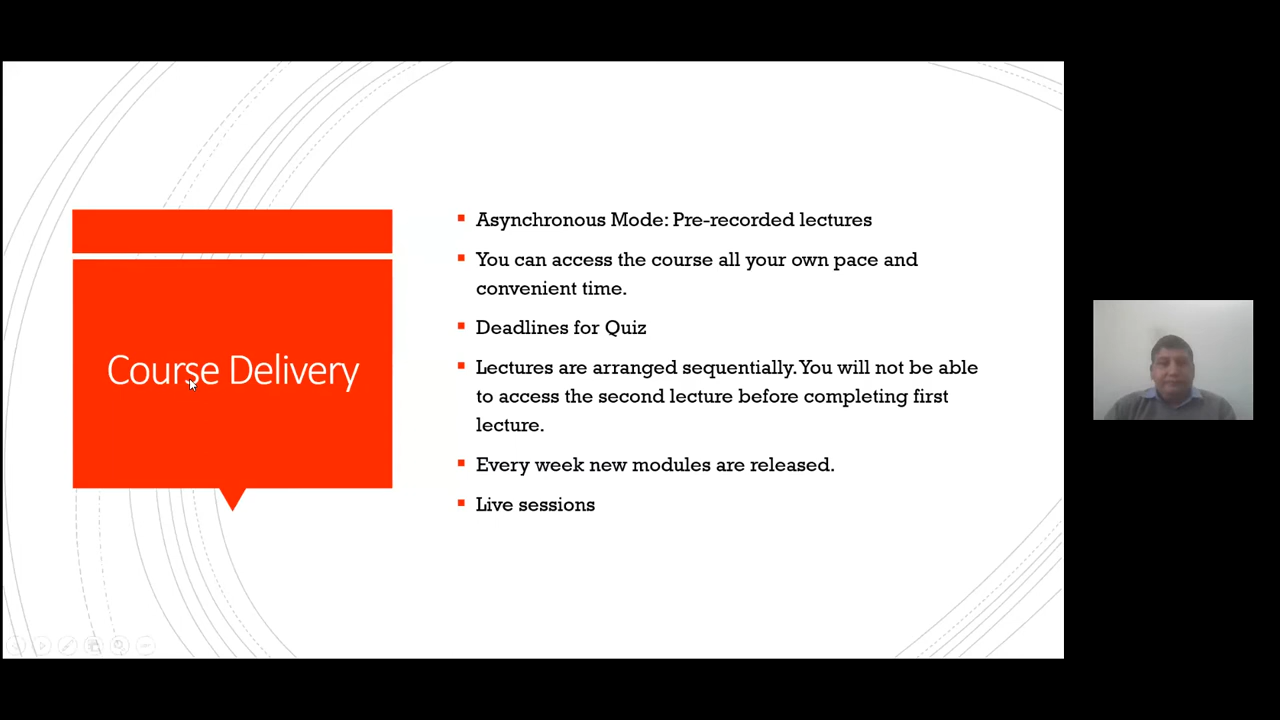 Course Delivery
Asynchronous Mode: Pre-recorded lectures
You can access the course all your own pace and
convenient time.
Deadlines for Quiz
Lectures are arranged sequentially. You will not be able
to access the second lecture before completing first
lecture.
Every week new modules are released.
Live sessions